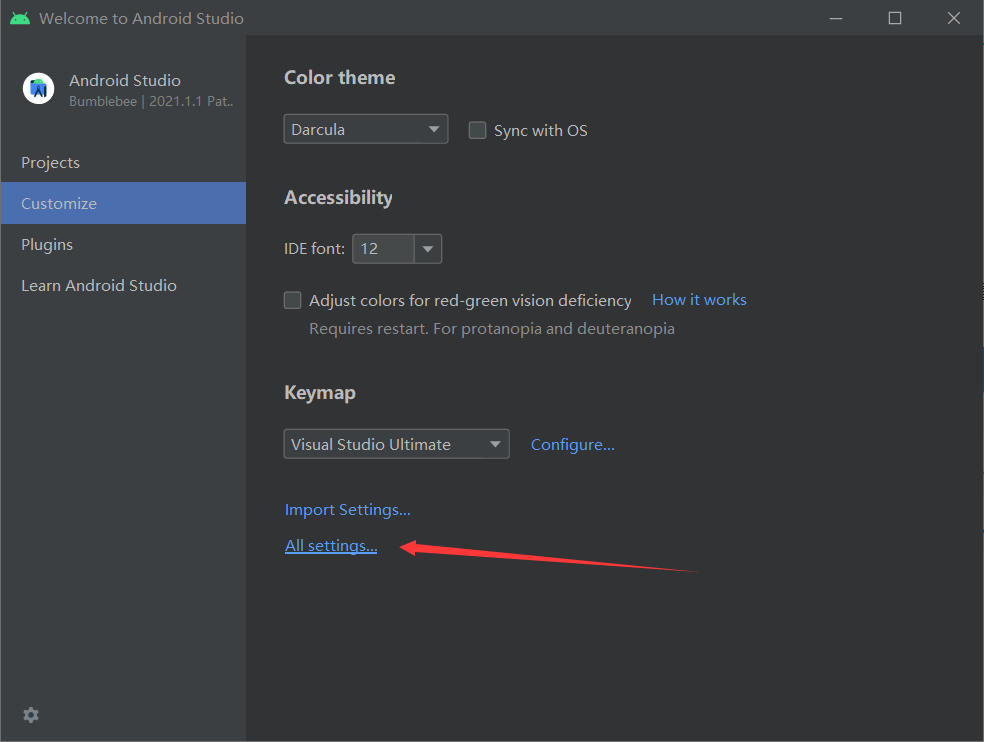 Welcome to Android Studio
Android Studio
Bumblebee | 2021.1.1 Pat..
Projects
Customize
Plugins
Learn Android Studio
Color theme
Darcula
Sync with OS
Accessibility
IDE font: 12
Adjust colors for red-green vision deficiency How it works
Requires restart. For protanopia and deuteranopia
Keymap
Visual Studio Ultimate Configure...
Import Settings...
All settings...